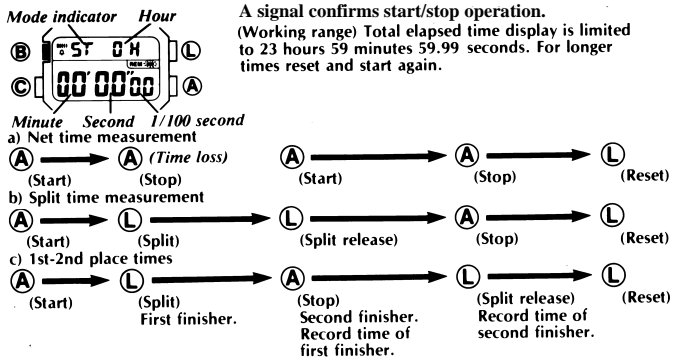 Mode indicator Hour
A signal confirms start/stop operation.
(Working range) Total elapsed time display is limited
to 23 hours 59 minutes 59.99 seconds. For longer
times reset and start again.
B ST 0H L
C 00'00"00 A
Minute Second 1/100 second
a) Net time measurement
A A (Time loss) A A L
(Start) (Stop) (Start) (Stop) (Reset)
b) Split time measurement
A L L A L
(Start) (Split) (Split release) (Stop) (Reset)
c) 1st-2nd place times
A L A L L
(Start) (Split) (Stop) (Split release) (Reset)
First finisher. Second finisher. Record time of
Record time of second finisher.
first finisher.